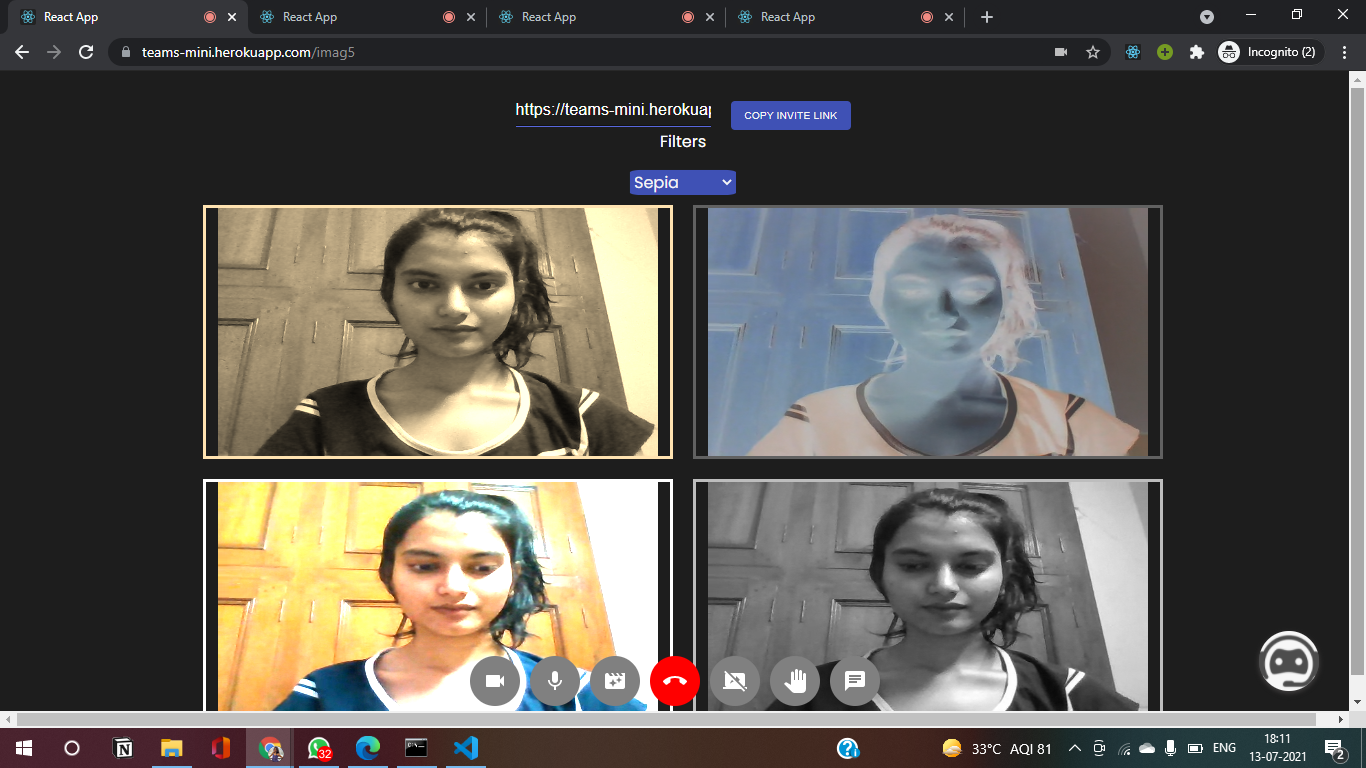 React App
React App
React App
React App
teams-mini.herokuapp.com/imag5
Incognito (2)
https://teams-mini.herokuap
COPY INVITE LINK
Filters
Sepia
32
33°C AQI 81
ENG
18:11
13-07-2021
2